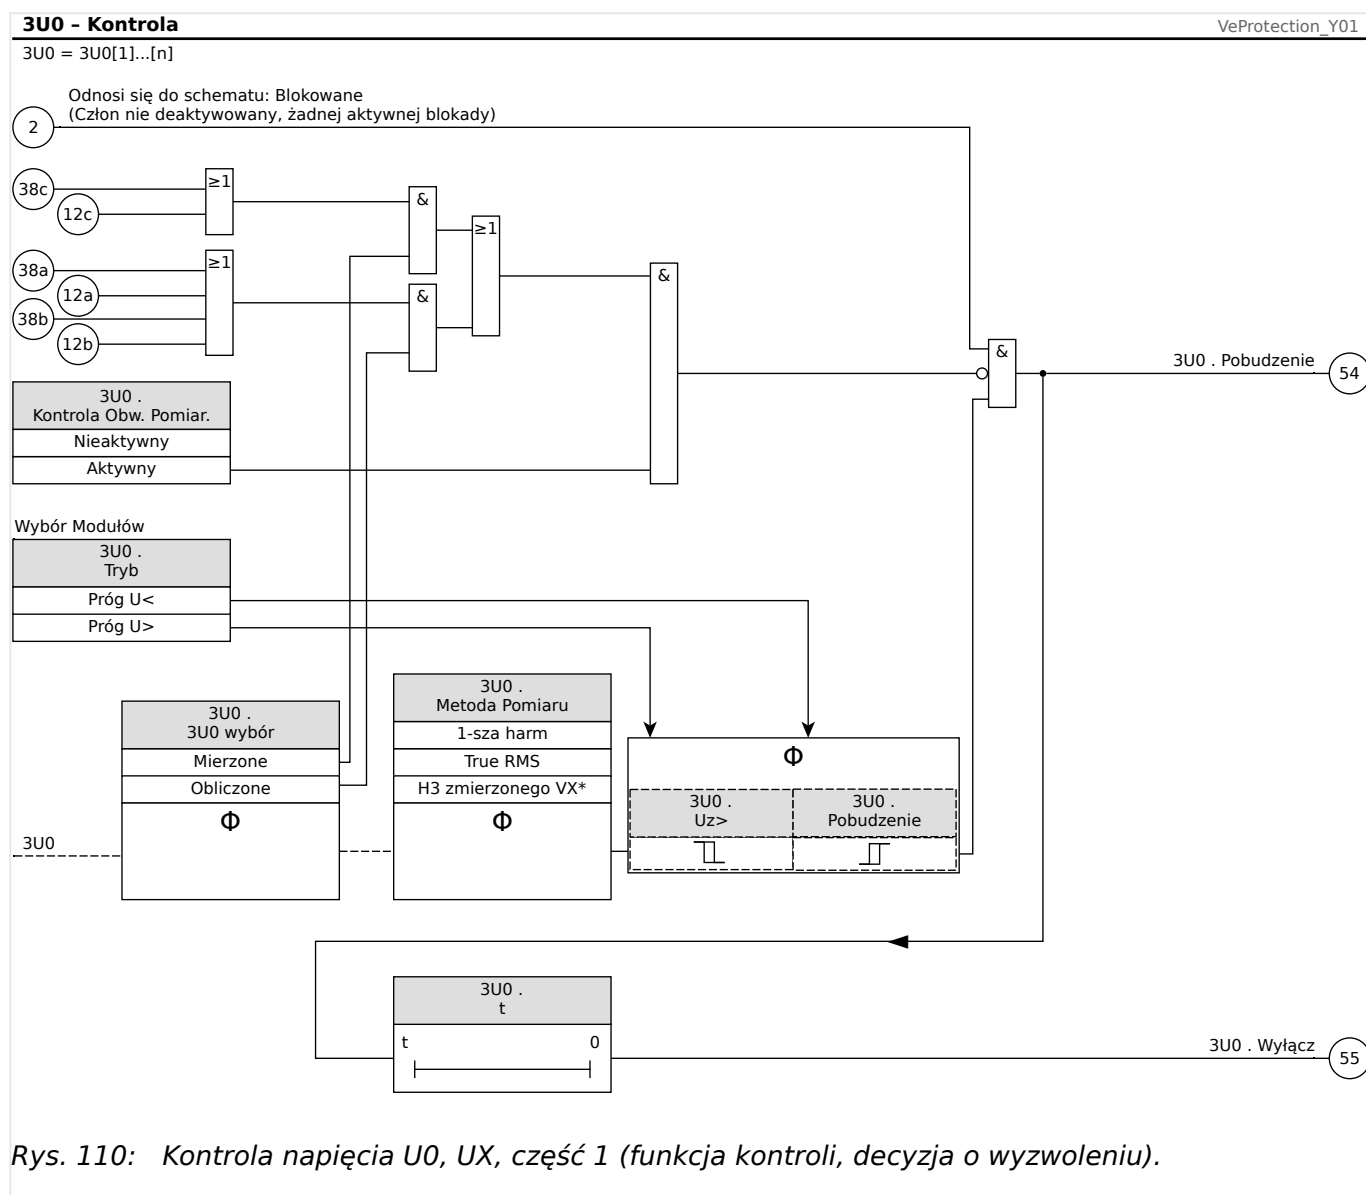 3U0 – Kontrola
VeProtection_Y01
3U0 = 3U0[1]...[n]
Odnosi się do schematu: Blokowane
(Człon nie deaktywowany, żadnej aktywnej blokady)
2
38c
12c
≥1
&
≥1
38a
12a
38b
12b
≥1
&
&
&
3U0 . Pobudzenie
54
3U0 .
Kontrola Obw. Pomiar.
Nieaktywny
Aktywny
Wybór Modułów
3U0 .
Tryb
Próg U<
Próg U>
3U0 .
3U0 wybór
Mierzone
Obliczone
Φ
3U0
3U0 .
Metoda Pomiaru
1-sza harm
True RMS
H3 zmierzonego VX*
Φ
Φ
3U0 .
Uz>
3U0 .
Pobudzenie
3U0 .
t
t 0
3U0 . Wyłącz
55
Rys. 110: Kontrola napięcia U0, UX, część 1 (funkcja kontroli, decyzja o wyzwoleniu).